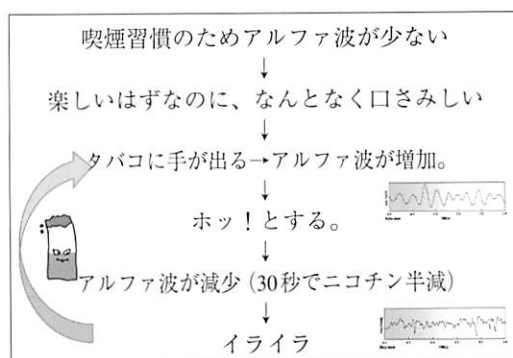 喫煙習慣のためアルファ波が少ない
↓
楽しいはずなのに、なんとなく口さみしい
↓
タバコに手が出る→アルファ波が増加。
↓
ホッ！とする。
↓
アルファ波が減少（30秒でニコチン半減）
↓
イライラ